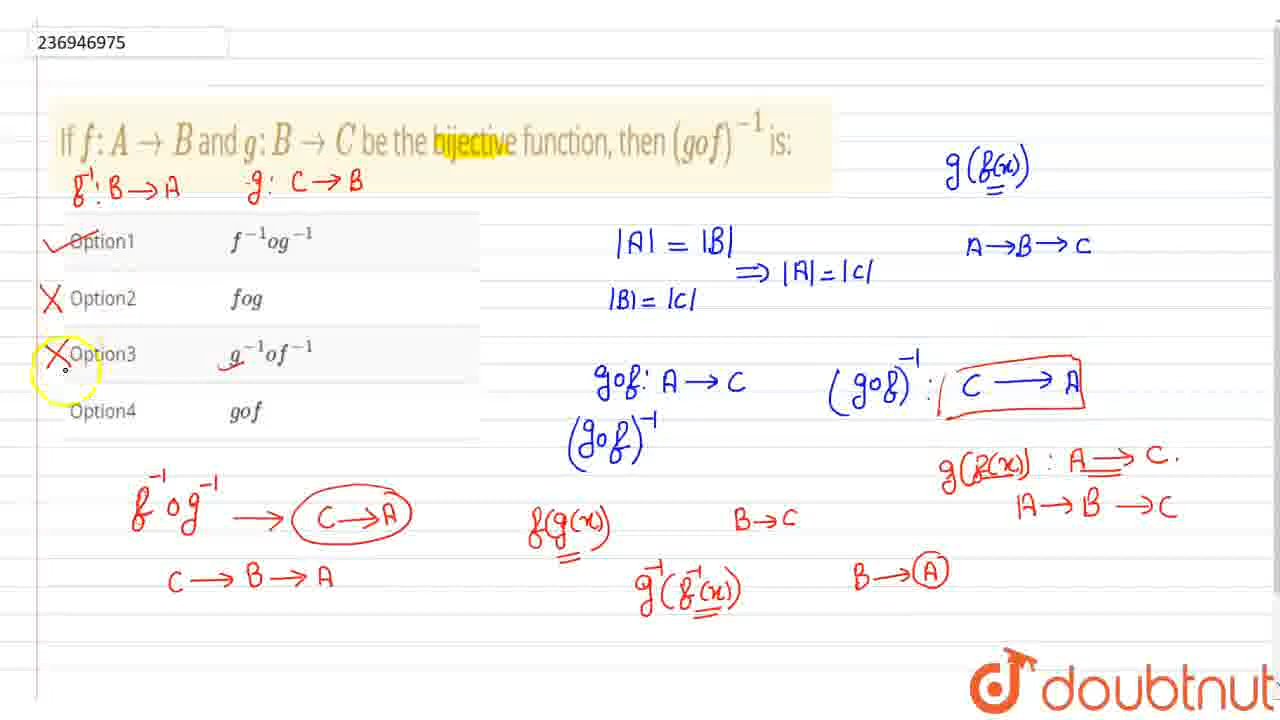 236946975
If f : A → B and g : B → C be the bijective function, then (gof)⁻¹ is:
f⁻¹: B → A g: C → B
Option1 f⁻¹og⁻¹
Option2 fog
Option3 g⁻¹of⁻¹
Option4 gof
g(f(x))
|A| = |B|
⇒ |A| = |C|
|B| = |C|
A → B → C
gof: A → C
(gof)⁻¹ : C → A
(gof)⁻¹
g(f(x)) : A → C.
A → B → C
f⁻¹og⁻¹ → C → A
C → B → A
f(g(x)) B → C
g⁻¹(f⁻¹(x)) B → A
doubtnut